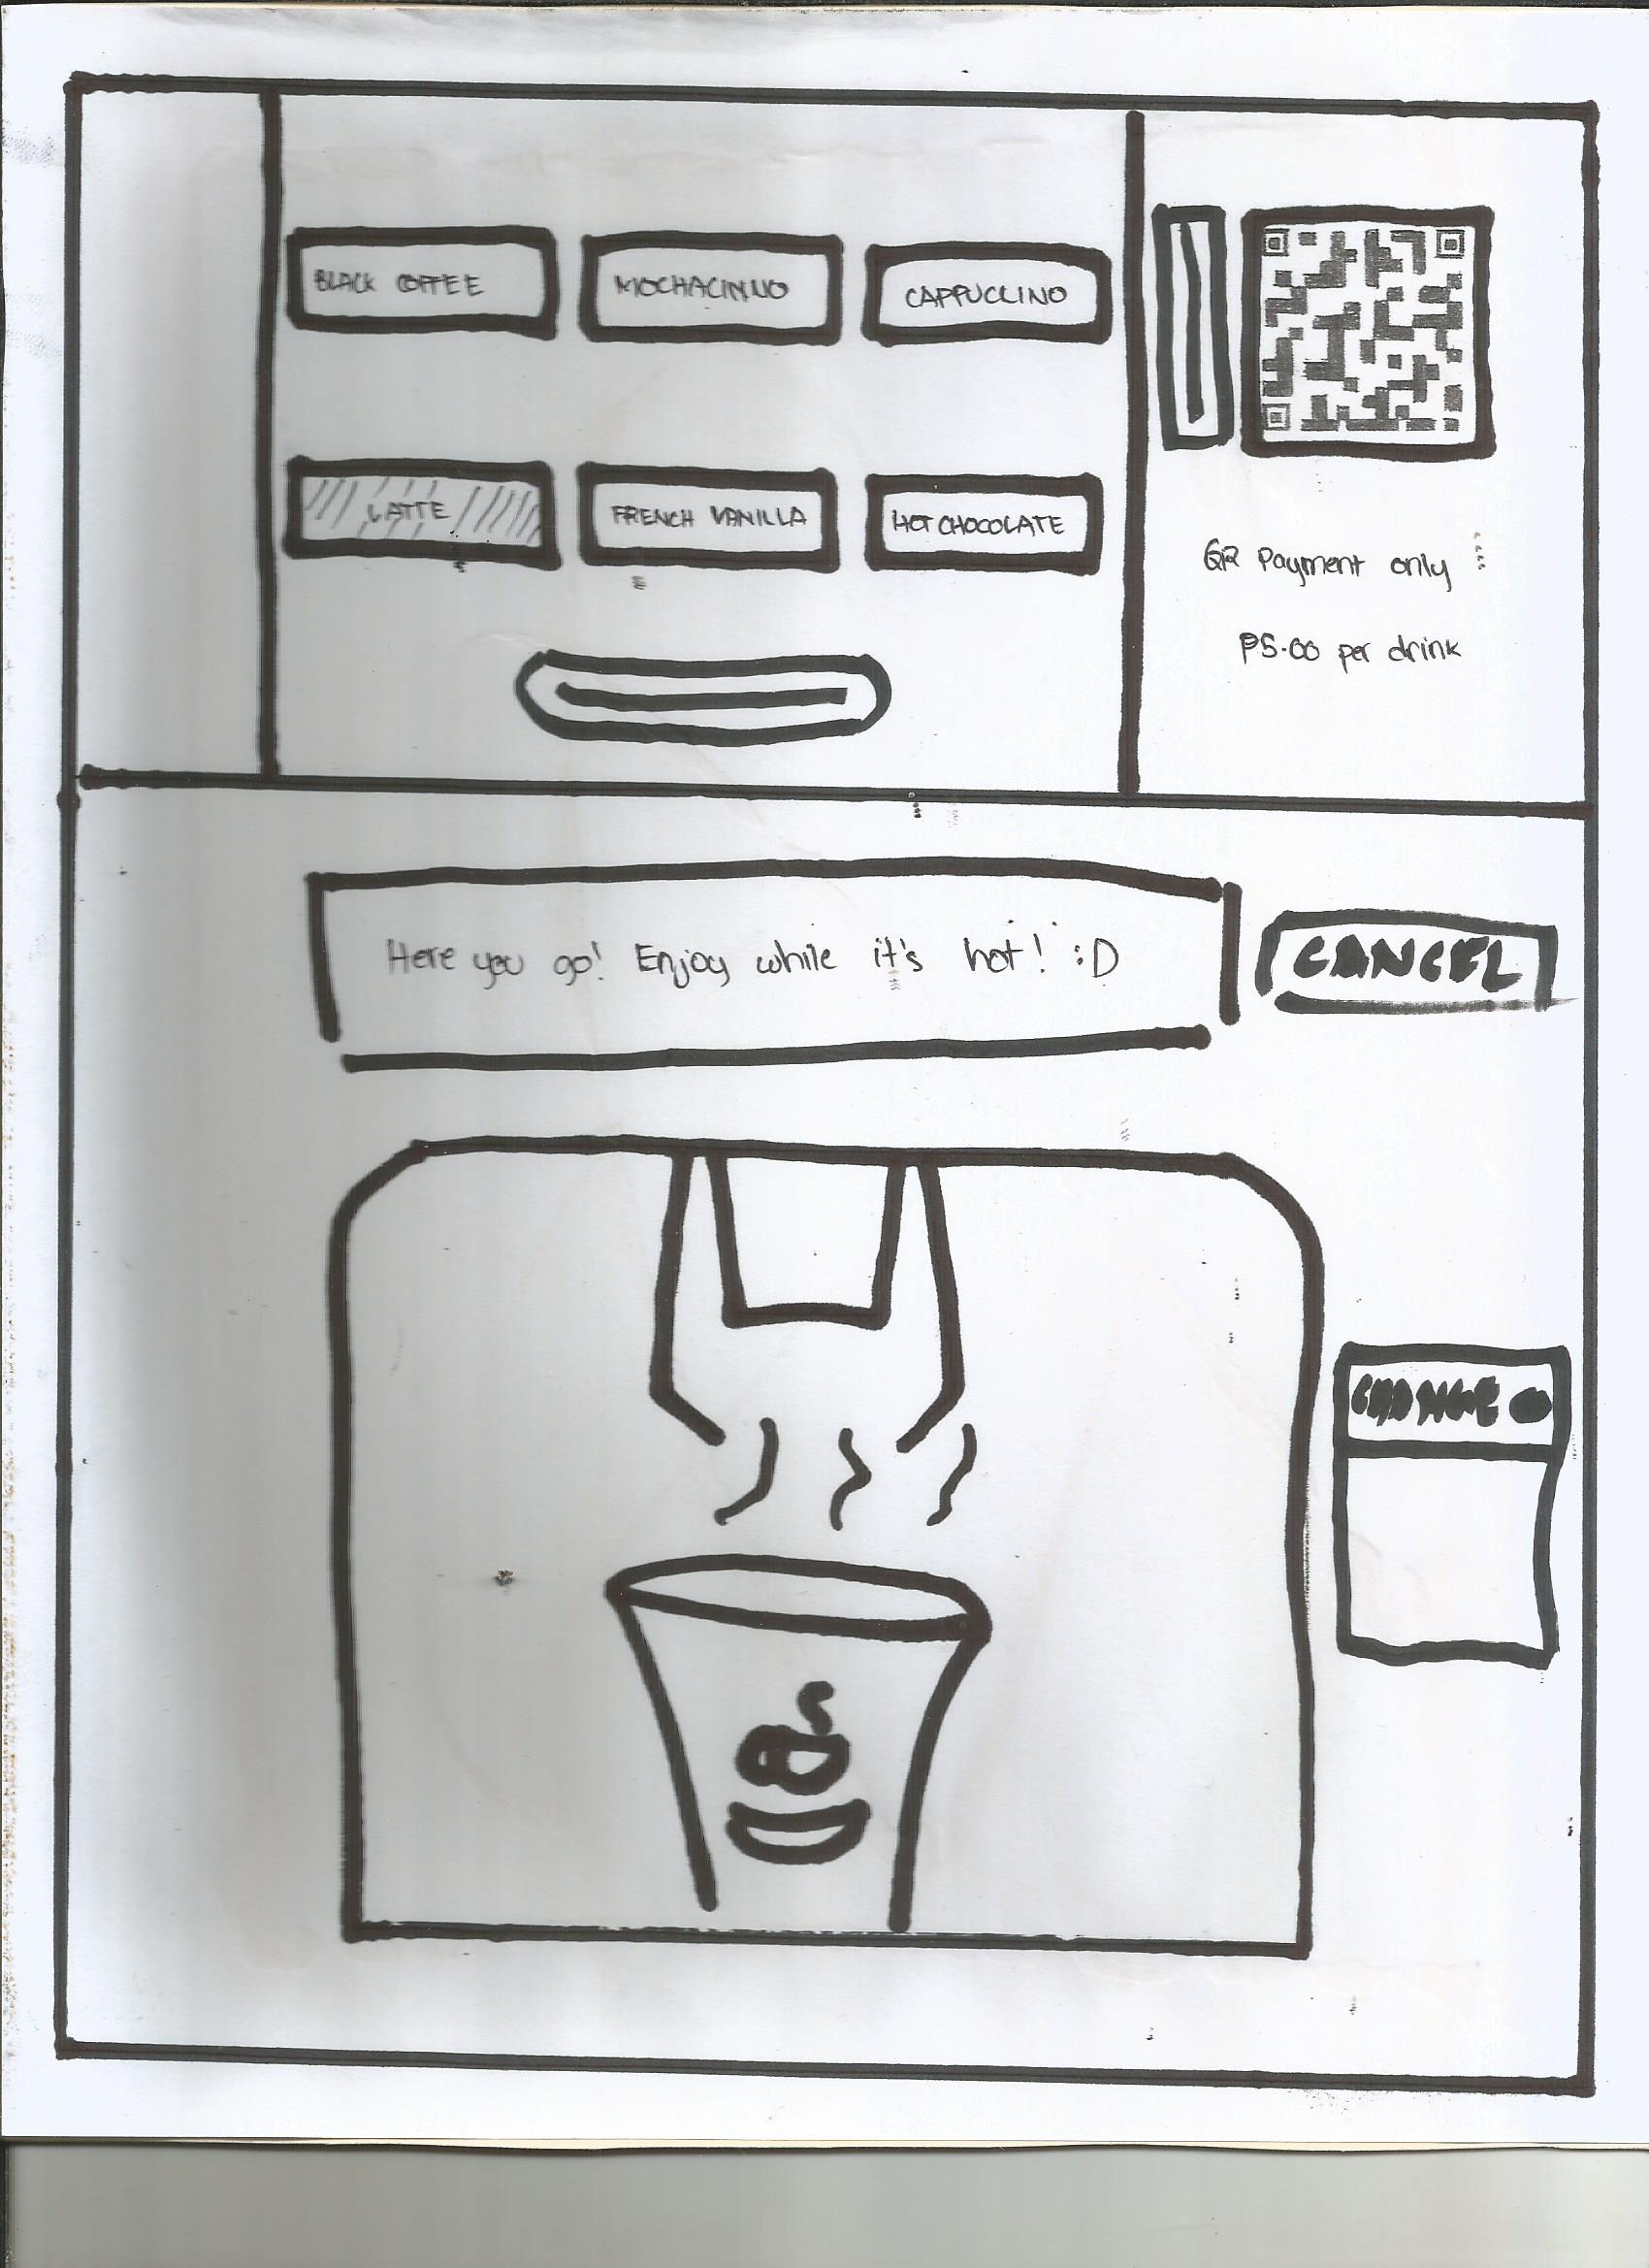 BLACK COFFEE
MOCHACINNO
CAPPUCCINO
LATTE
FRENCH VANILLA
HOT CHOCOLATE
QR Payment only
₱5.00 per drink
Here you go! Enjoy while it's hot! :D
CANCEL
CHANGE